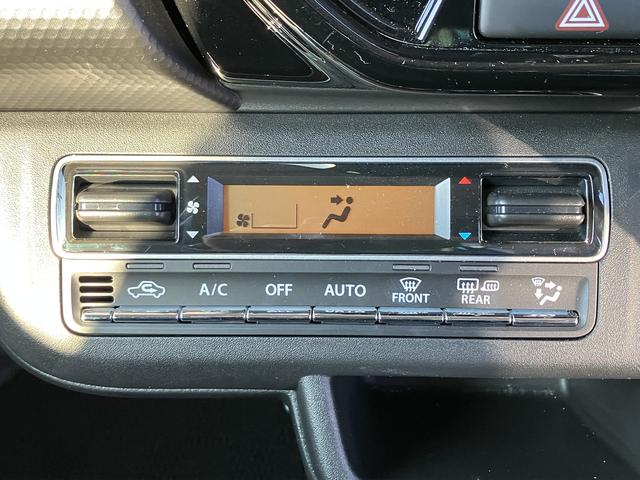 A/C OFF AUTO FRONT REAR